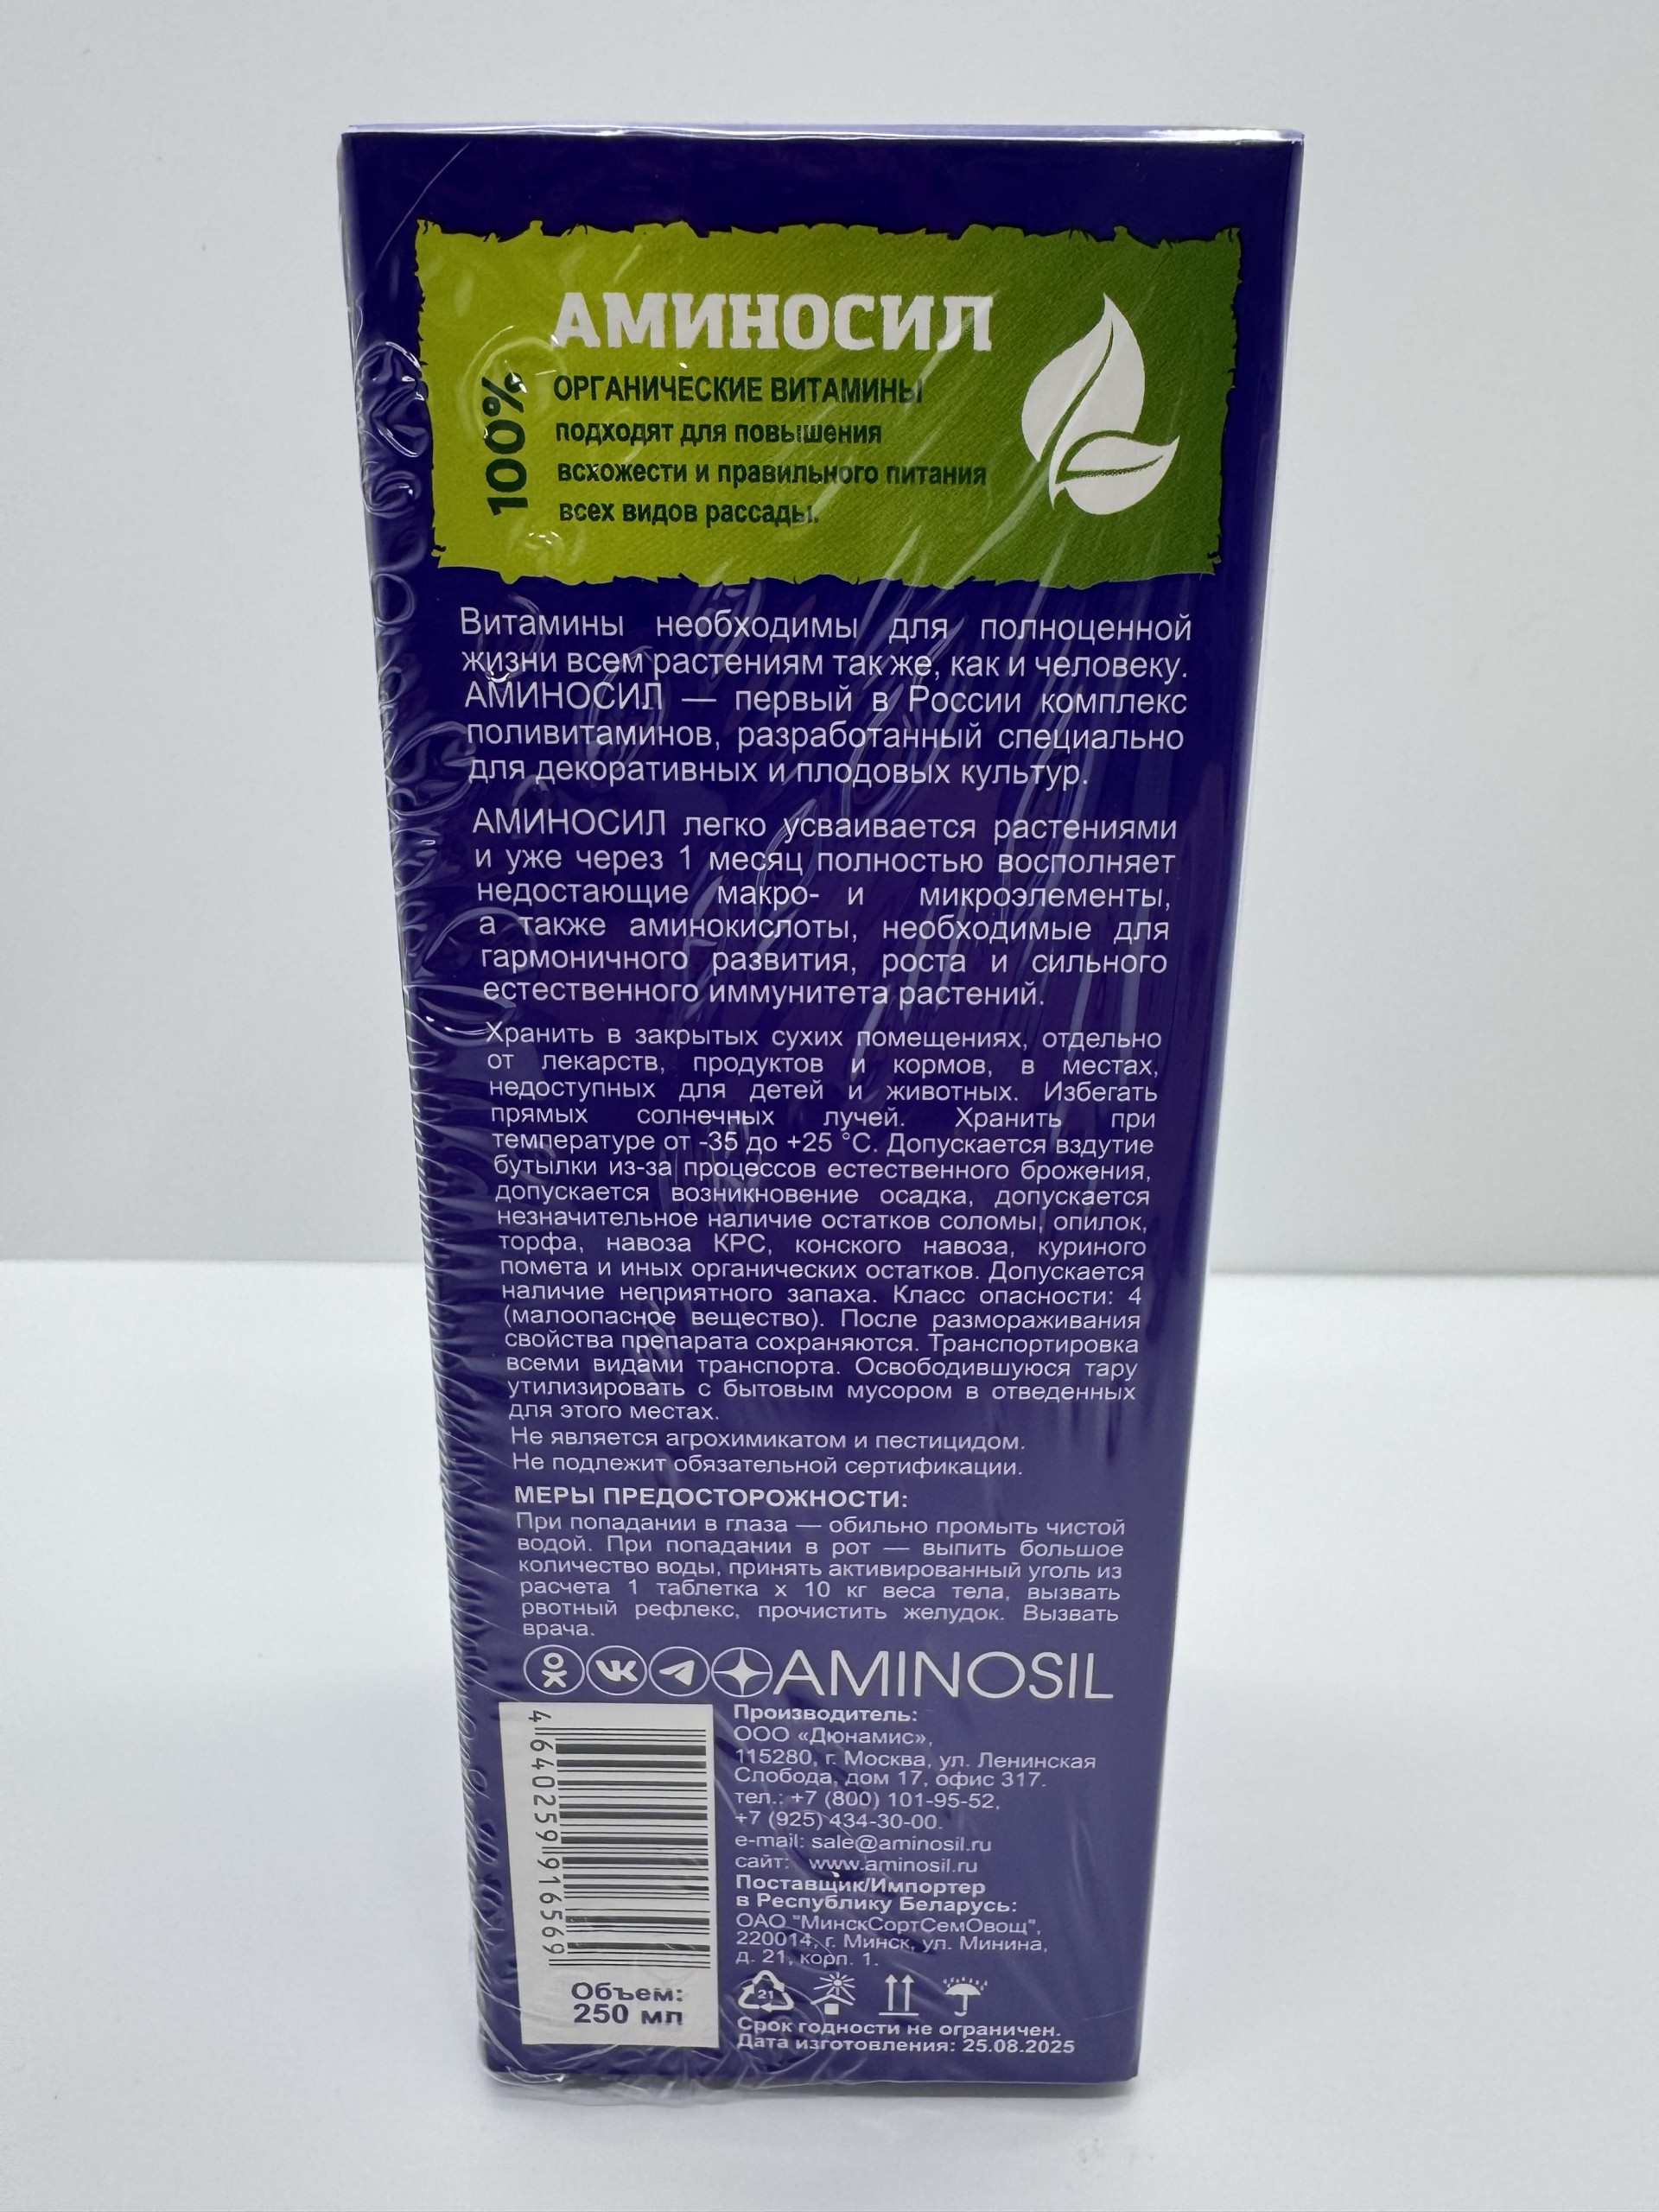 АМИНОСИЛ
100%
ОРГАНИЧЕСКИЕ ВИТАМИНЫ
подходят для повышения
всхожести и правильного питания
всех видов рассады.
Витамины необходимы для полноценной
жизни всем растениям так же, как и человеку.
АМИНОСИЛ — первый в России комплекс
поливитаминов, разработанный специально
для декоративных и плодовых культур.
АМИНОСИЛ легко усваивается растениями
и уже через 1 месяц полностью восполняет
недостающие макро- и микроэлементы,
а также аминокислоты, необходимые для
гармоничного развития, роста и сильного
естественного иммунитета растений.
Хранить в закрытых сухих помещениях, отдельно
от лекарств, продуктов и кормов, в местах,
недоступных для детей и животных. Избегать
прямых солнечных лучей. Хранить при
температуре от -35 до +25 °C. Допускается вздутие
бутылки из-за процессов естественного брожения,
допускается возникновение осадка, допускается
незначительное наличие остатков соломы, опилок,
торфа, навоза КРС, конского навоза, куриного
помета и иных органических остатков. Допускается
наличие неприятного запаха. Класс опасности: 4
(малоопасное вещество). После размораживания
свойства препарата сохраняются. Транспортировка
всеми видами транспорта. Освободившуюся тару
утилизировать с бытовым мусором в отведенных
для этого местах.
Не является агрохимикатом и пестицидом.
Не подлежит обязательной сертификации.
МЕРЫ ПРЕДОСТОРОЖНОСТИ:
При попадании в глаза — обильно промыть чистой
водой. При попадании в рот — выпить большое
количество воды, принять активированный уголь из
расчета 1 таблетка х 10 кг веса тела, вызвать
рвотный рефлекс, прочистить желудок. Вызвать
врача.
AMINOSIL
4 640259 916569
Объем:
250 мл
Производитель:
ООО «Дюнамис»,
115280, г. Москва, ул. Ленинская
Слобода, дом 17, офис 317.
тел.: +7 (800) 101-95-52,
+7 (925) 434-30-00.
e-mail: sale@aminosil.ru
сайт: www.aminosil.ru
Поставщик/Импортер
в Республику Беларусь:
ОАО "МинскСортСемОвощ",
220014, г. Минск, ул. Минина,
д. 21, корп. 1.
21
Срок годности не ограничен.
Дата изготовления: 25.08.2025